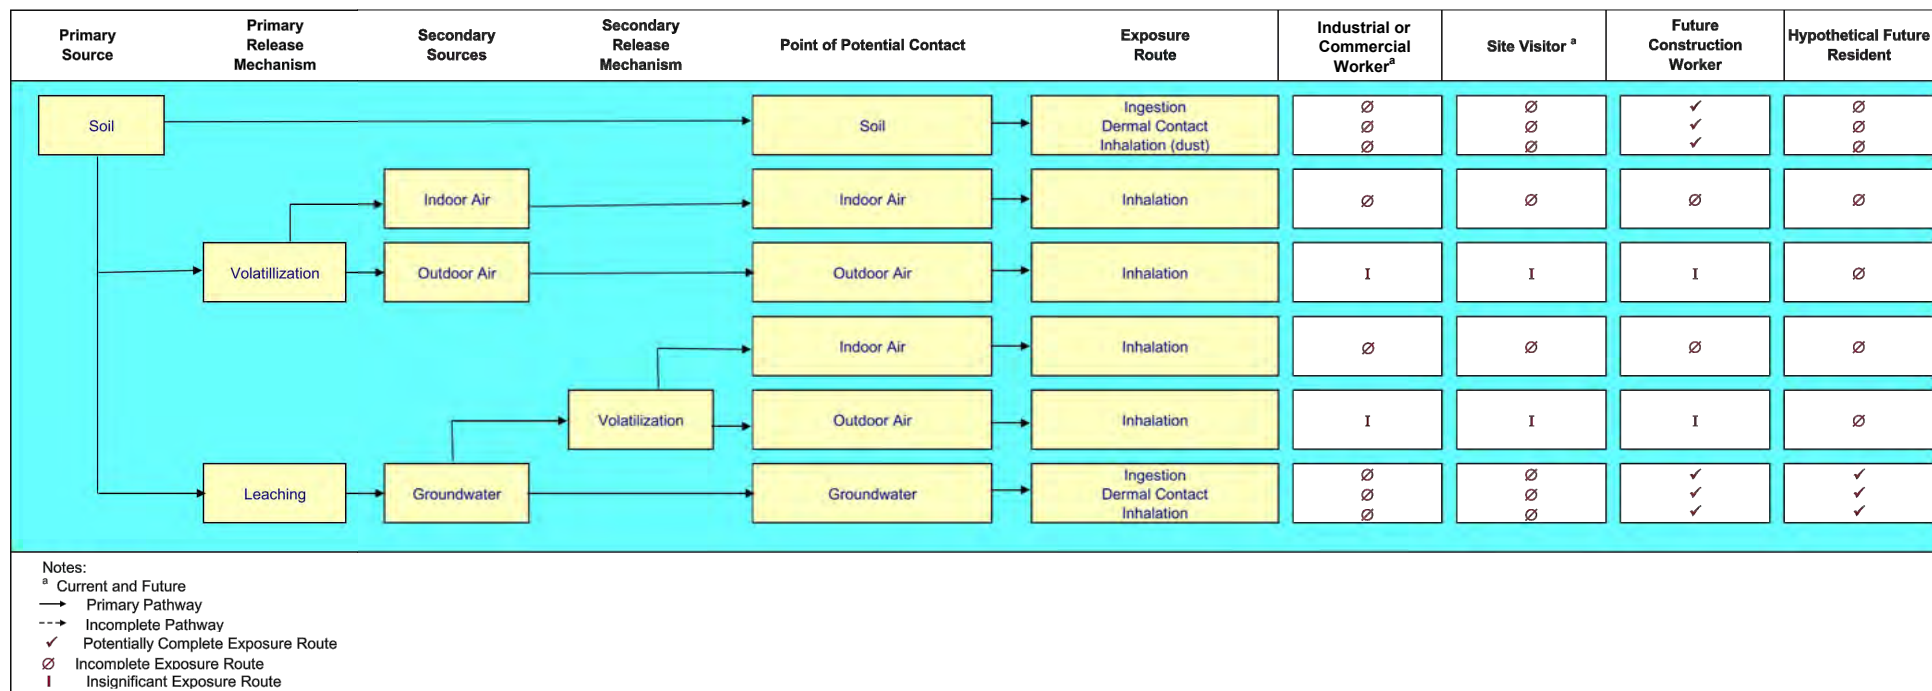 Primary
Source
Primary
Release
Mechanism
Secondary
Sources
Secondary
Release
Mechanism
Point of Potential Contact
Exposure
Route
Industrial or
Commercial
Workerᵃ
Site Visitor ᵃ
Future
Construction
Worker
Hypothetical Future
Resident
Soil
Soil
Ingestion
Dermal Contact
Inhalation (dust)
∅ ∅ ✓ ∅
∅ ∅ ✓ ∅
∅ ∅ ✓ ∅
Indoor Air
Indoor Air
Inhalation
∅ ∅ ∅ ∅
Volatillization
Outdoor Air
Outdoor Air
Inhalation
I I I ∅
Indoor Air
Inhalation
∅ ∅ ∅ ∅
Volatilization
Outdoor Air
Inhalation
I I I ∅
Leaching
Groundwater
Groundwater
Ingestion
Dermal Contact
Inhalation
∅ ∅ ✓ ✓
∅ ∅ ✓ ✓
∅ ∅ ✓ ✓
Notes:
ᵃ Current and Future
Primary Pathway
Incomplete Pathway
✓ Potentially Complete Exposure Route
∅ Incomplete Exposure Route
I Insignificant Exposure Route